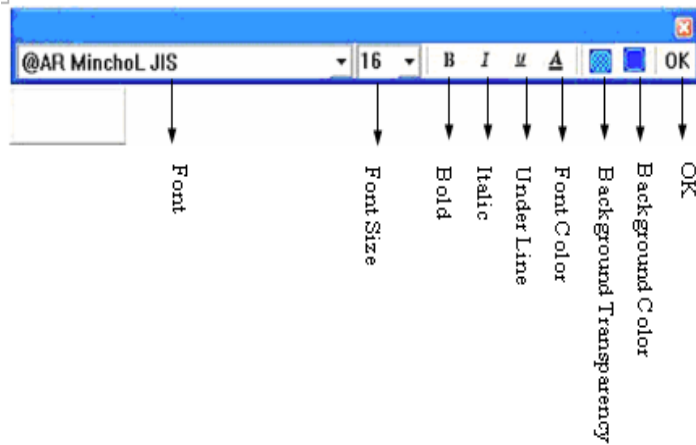 @AR MinchoL JIS 16 B I u A OK
Font
Font Size
Bold
Italic
Under Line
Font Color
Background Transparency
Background Color
OK